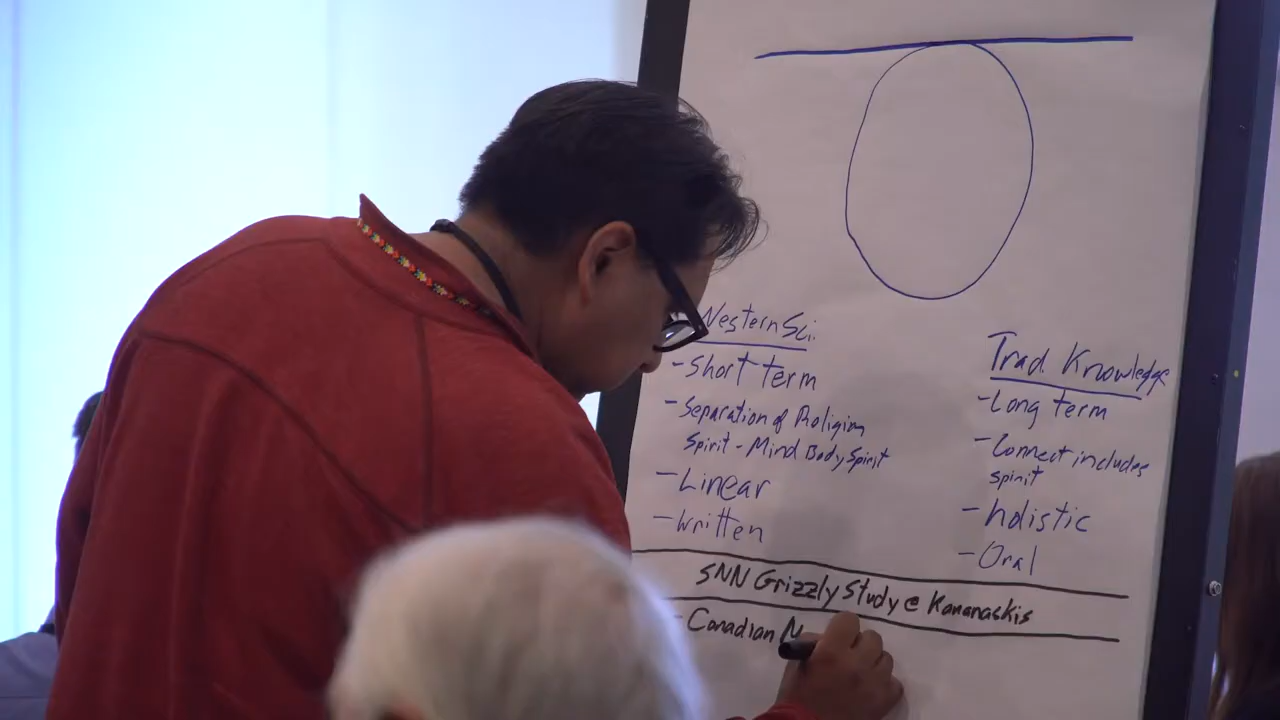 Western Sci.
- Short term
- Separation of Religion
Spirit - Mind Body Spirit
- Linear
- Written
Trad. Knowledge
- Long term
- Connect includes
spirit
- holistic
- Oral
SNN Grizzly Study @ Kananaskis
- Canadian